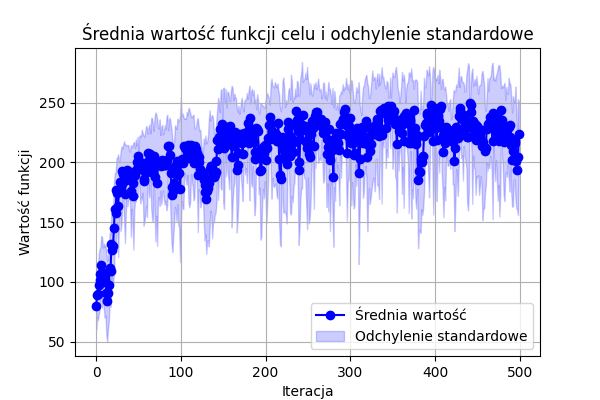 Średnia wartość funkcji celu i odchylenie standardowe
Wartość funkcji
250
200
150
100
50
0 100 200 300 400 500
Iteracja
Średnia wartość
Odchylenie standardowe